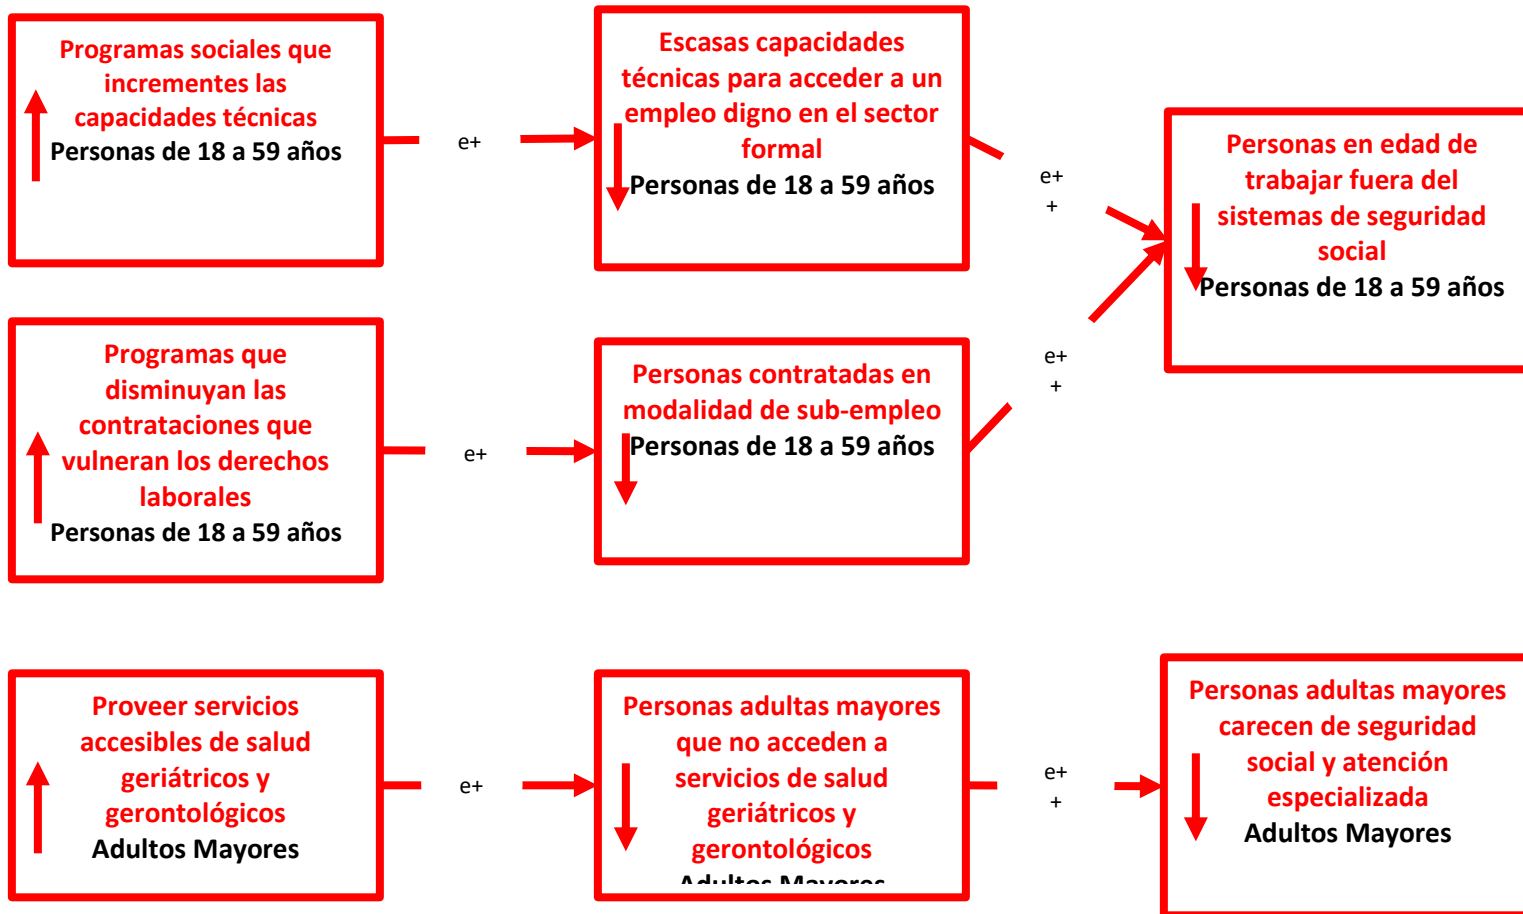 Programas sociales que
incrementes las
capacidades técnicas
Personas de 18 a 59 años
e+
Escasas capacidades
técnicas para acceder a un
empleo digno en el sector
formal
Personas de 18 a 59 años
e+
+
Personas en edad de
trabajar fuera del
sistemas de seguridad
social
Personas de 18 a 59 años
Programas que
disminuyan las
contrataciones que
vulneran los derechos
laborales
Personas de 18 a 59 años
e+
Personas contratadas en
modalidad de sub-empleo
Personas de 18 a 59 años
e+
+
Proveer servicios
accesibles de salud
geriátricos y
gerontológicos
Adultos Mayores
e+
Personas adultas mayores
que no acceden a
servicios de salud
geriátricos y
gerontológicos
Adultos Mayores
e+
+
Personas adultas mayores
carecen de seguridad
social y atención
especializada
Adultos Mayores